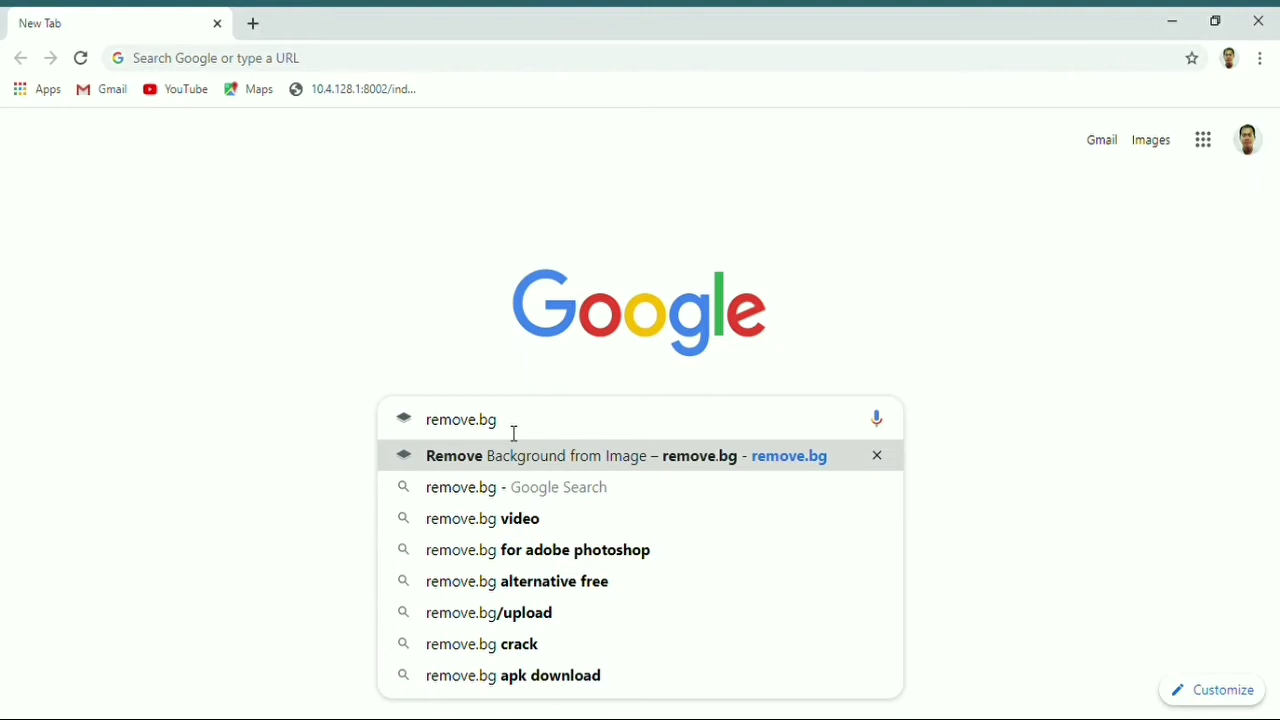 New Tab
Search Google or type a URL
Apps Gmail YouTube Maps 10.4.128.1:8002/ind...
Gmail Images
Google
remove.bg
Remove Background from Image – remove.bg - remove.bg
remove.bg - Google Search
remove.bg video
remove.bg for adobe photoshop
remove.bg alternative free
remove.bg/upload
remove.bg crack
remove.bg apk download
Customize